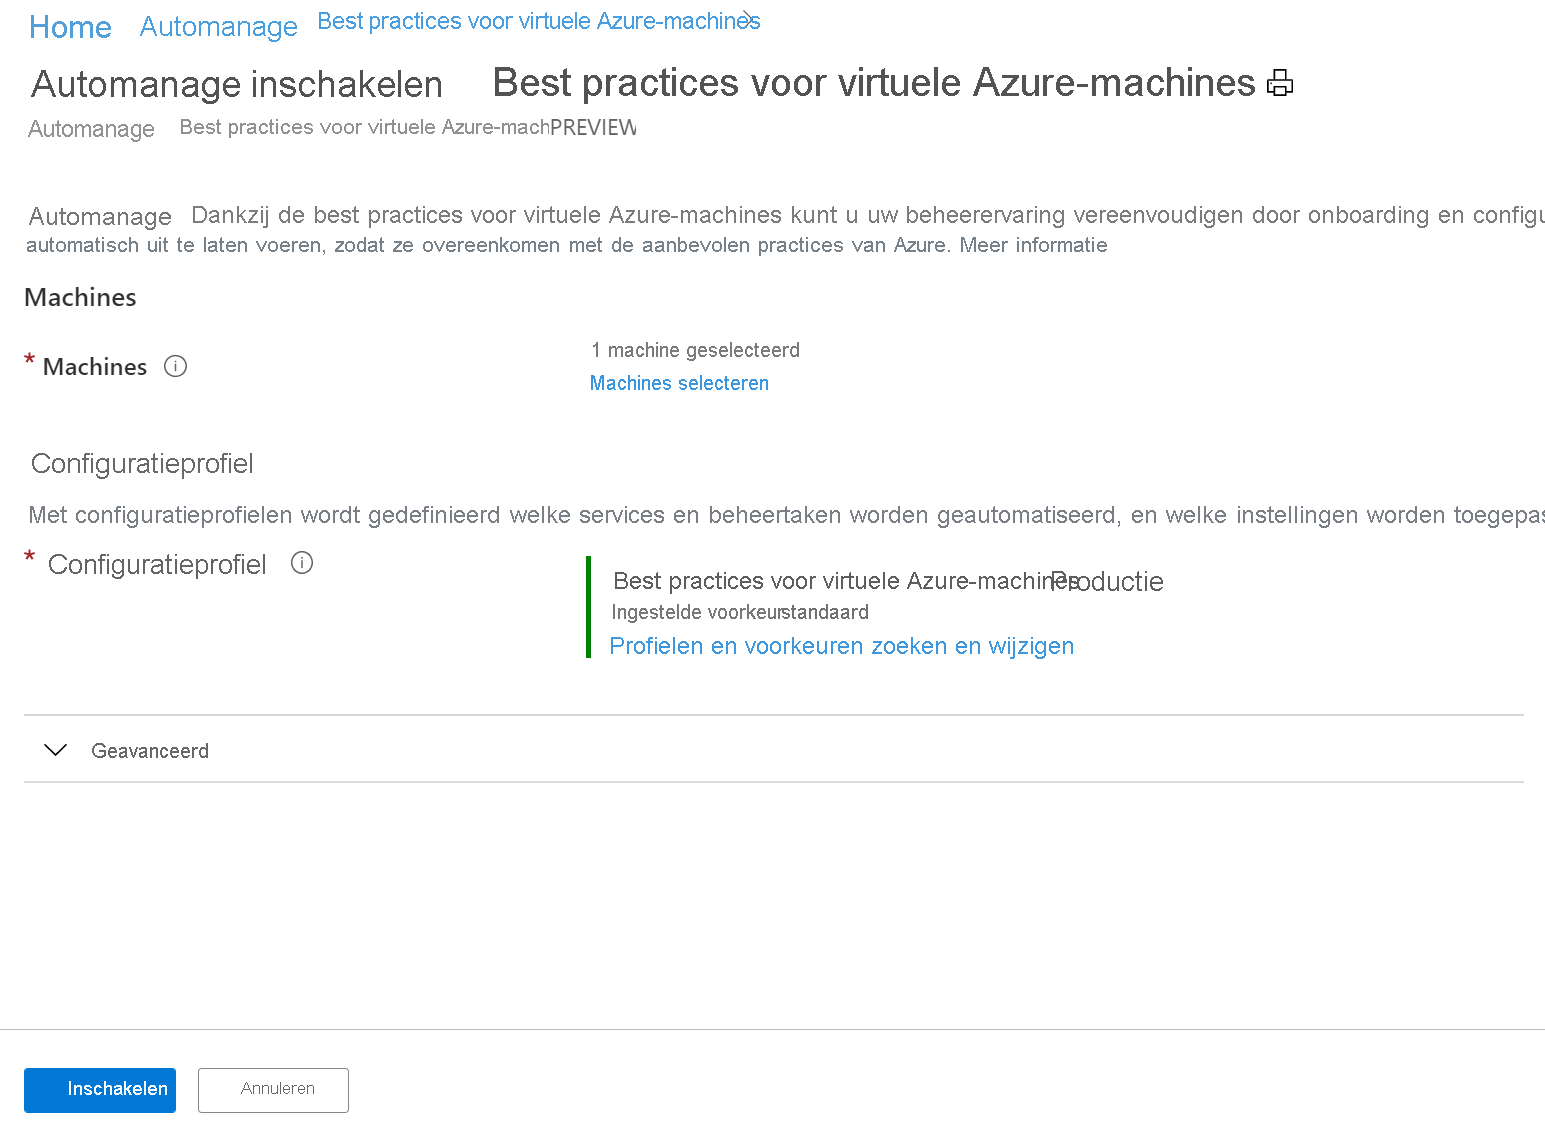 Home Automanage Best practices voor virtuele Azure-machines
Automanage inschakelen Best practices voor virtuele Azure-machines
Automanage Best practices voor virtuele Azure-mach PREVIEW
Automanage Dankzij de best practices voor virtuele Azure-machines kunt u uw beheerervaring vereenvoudigen door onboarding en configu
automatisch uit te laten voeren, zodat ze overeenkomen met de aanbevolen practices van Azure. Meer informatie
Machines
* Machines
1 machine geselecteerd
Machines selecteren
Configuratieprofiel
Met configuratieprofielen wordt gedefinieerd welke services en beheertaken worden geautomatiseerd, en welke instellingen worden toegepas
* Configuratieprofiel
Best practices voor virtuele Azure-machines Productie
Ingestelde voorkeurstandaard
Profielen en voorkeuren zoeken en wijzigen
Geavanceerd
Inschakelen Annuleren